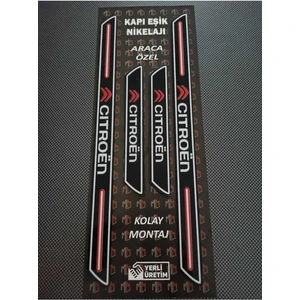 KAPI EŞİK
NİKELAJI
ARACA
ÖZEL
CITROËN
CITROËN
CITROËN
CITROËN
KOLAY
MONTAJ
YERLİ
ÜRETİM